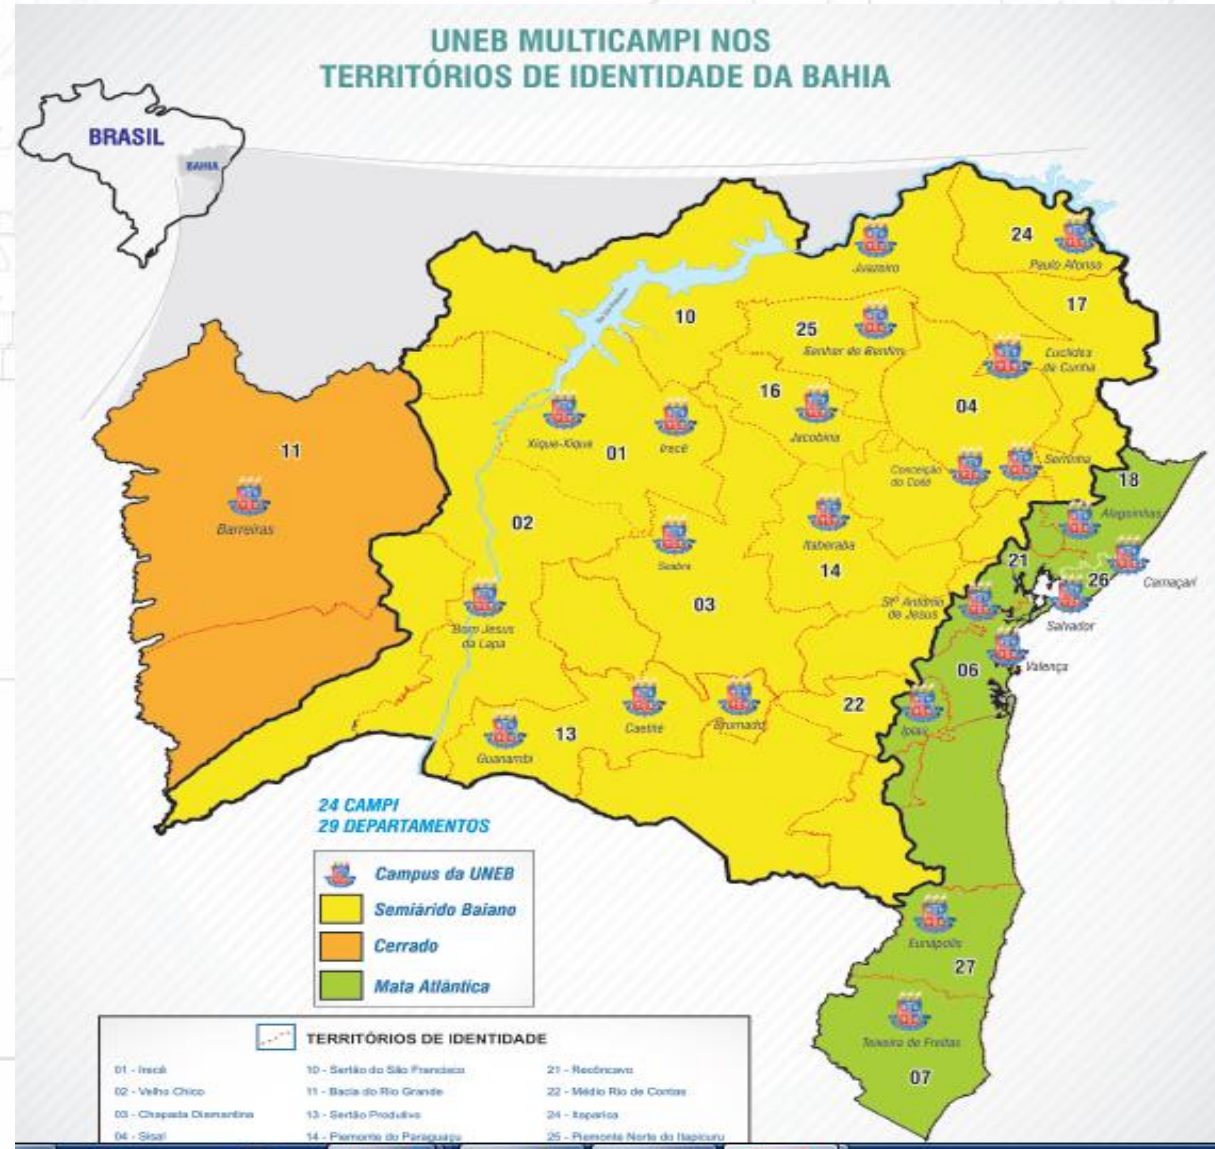 UNEB MULTICAMPI NOS
TERRITÓRIOS DE IDENTIDADE DA BAHIA
BRASIL
BAHIA
24
Juazeiro
Paulo Afonso
17
10
25
Senhor do Bonfim
Euclides
da Cunha
16
04
Xique-Xique
Irecê
Jacobina
01
11
Conceição
do Coité
Serrinha
18
Barreiras
02
Alagoinhas
Itaberaba
Seabra
21
14
26
Camaçari
03
Stº Antônio
de Jesus
Salvador
Bom Jesus
da Lapa
Valença
06
22
Caetité
Brumado
Ipiaú
13
Guanambi
24 CAMPI
29 DEPARTAMENTOS
Campus da UNEB
Semiárido Baiano
Cerrado
Mata Atlântica
Eunápolis
27
Teixeira de Freitas
07
TERRITÓRIOS DE IDENTIDADE
01 - Irecê
02 - Velho Chico
03 - Chapada Diamantina
04 - Sisal
10 - Sertão do São Francisco
11 - Bacia do Rio Grande
13 - Sertão Produtivo
14 - Piemonte do Paraguaçu
21 - Recôncavo
22 - Médio Rio de Contas
24 - Itaparica
25 - Piemonte Norte do Itapicuru